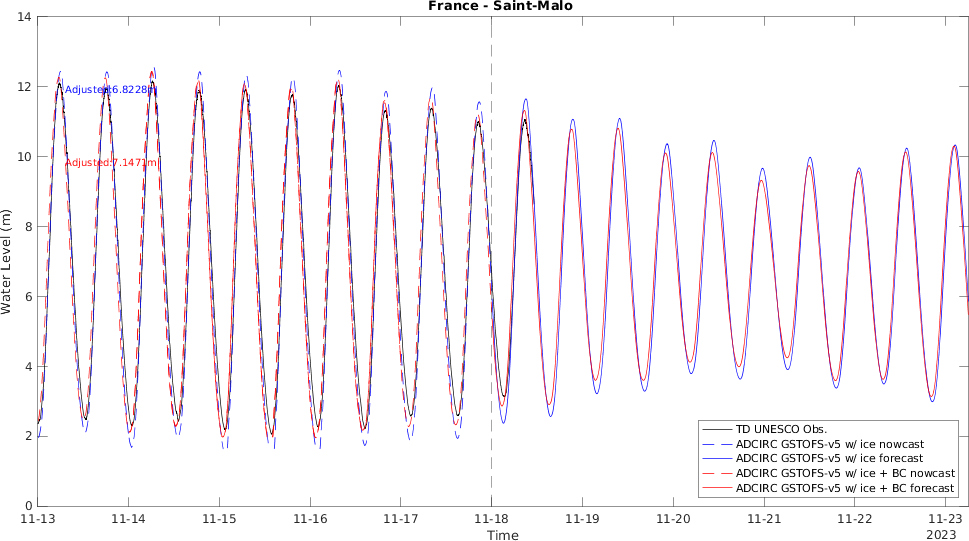 France - Saint-Malo
14
12
10
8
6
4
2
0
Water Level (m)
Adjusted:6.8228m
Adjusted:7.1471m
TD UNESCO Obs.
ADCIRC GSTOFS-v5 w/ ice nowcast
ADCIRC GSTOFS-v5 w/ ice forecast
ADCIRC GSTOFS-v5 w/ ice + BC nowcast
ADCIRC GSTOFS-v5 w/ ice + BC forecast
11-13 11-14 11-15 11-16 11-17 11-18 11-19 11-20 11-21 11-22 11-23
Time
2023